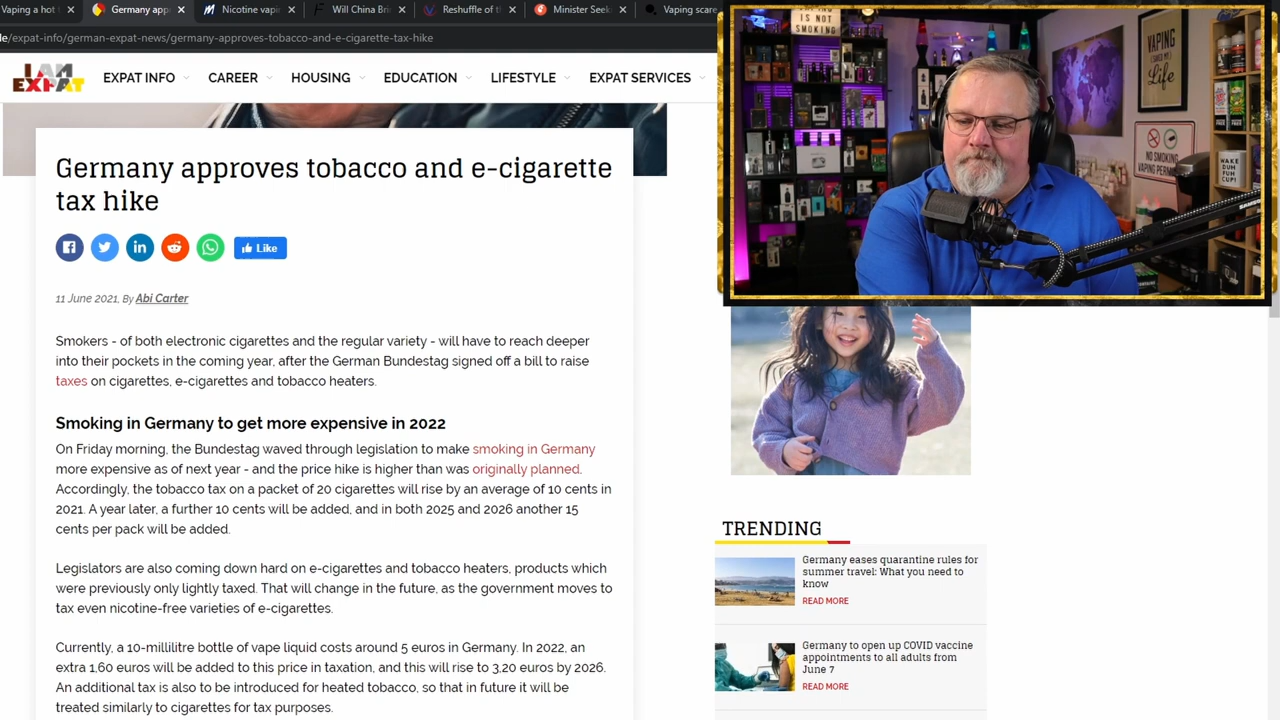 Vaping a hot
Germany ap
Nicotine vap
Will China Bri
Reshuffle of t
Minister Seek
Vaping scare
-news/germany-approves-tobacco-and-e-cigarette-tax-hike
I AM
EXPAT
EXPAT INFO
CAREER
HOUSING
EDUCATION
LIFESTYLE
EXPAT SERVICES
IS NOT
SMOKING
VAPING
Life
NO SMOKING
VAPING PERMI
WAKE
CUP!
SAMSON
Germany approves tobacco and e-cigarette
tax hike
Like
11 June 2021, By Abi Carter
Smokers - of both electronic cigarettes and the regular variety - will have to reach deeper
into their pockets in the coming year, after the German Bundestag signed off a bill to raise
taxes on cigarettes, e-cigarettes and tobacco heaters.
Smoking in Germany to get more expensive in 2022
On Friday morning, the Bundestag waved through legislation to make smoking in Germany
more expensive as of next year - and the price hike is higher than was originally planned.
Accordingly, the tobacco tax on a packet of 20 cigarettes will rise by an average of 10 cents in
2021. A year later, a further 10 cents will be added, and in both 2025 and 2026 another 15
cents per pack will be added.
Legislators are also coming down hard on e-cigarettes and tobacco heaters, products which
were previously only lightly taxed. That will change in the future, as the government moves to
tax even nicotine-free varieties of e-cigarettes.
Currently, a 10-millilitre bottle of vape liquid costs around 5 euros in Germany. In 2022, an
extra 1,60 euros will be added to this price in taxation, and this will rise to 3,20 euros by 2026.
An additional tax is also to be introduced for heated tobacco, so that in future it will be
treated similarly to cigarettes for tax purposes.
TRENDING
Germany eases quarantine rules for
summer travel: What you need to
know
READ MORE
Germany to open up COVID vaccine
appointments to all adults from
June 7
READ MORE